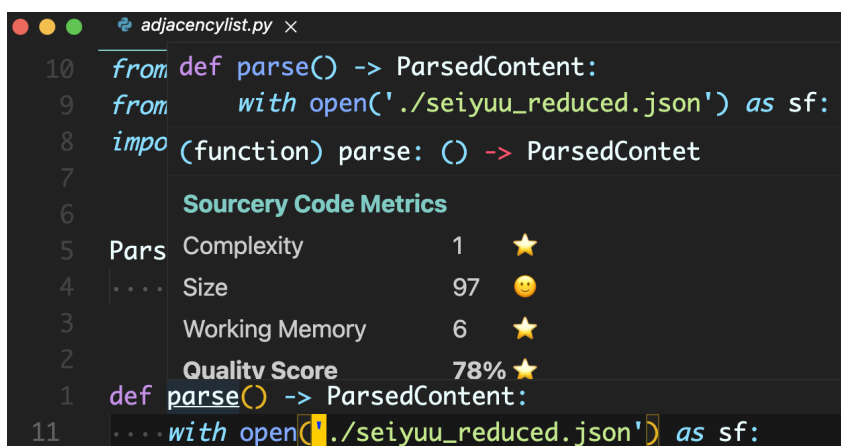 adjacencylist.py ×
10 from def parse() -> ParsedContent:
9 from with open('./seiyuu_reduced.json') as sf:
8 impo (function) parse: () -> ParsedContet
7
6 Sourcery Code Metrics
5 Pars Complexity 1 ⭐
4 ···· Size 97 🙂
3 Working Memory 6 ⭐
2 Quality Score 78% ⭐
1 def parse() -> ParsedContent:
11 ····with open('./seiyuu_reduced.json') as sf: